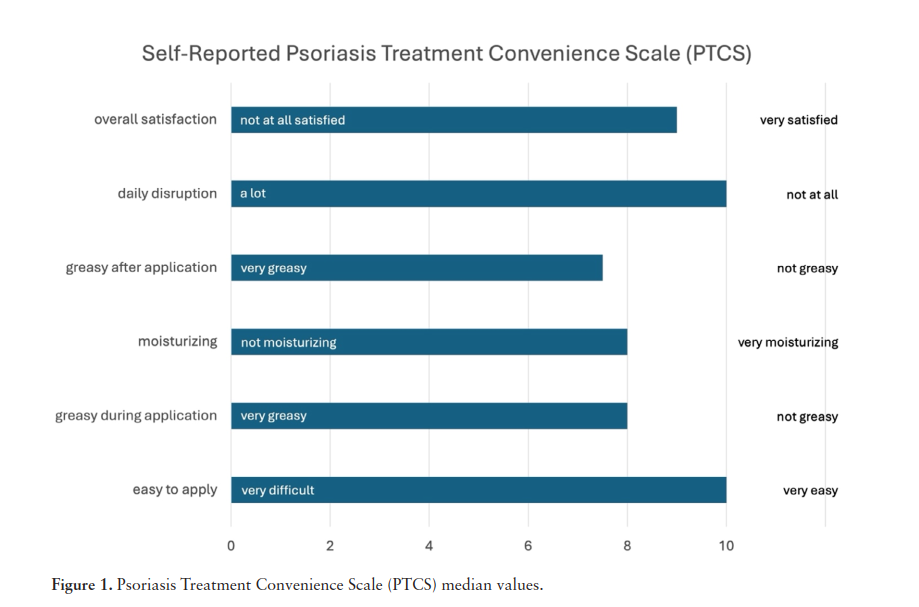 Self-Reported Psoriasis Treatment Convenience Scale (PTCS)
overall satisfaction not at all satisfied very satisfied
daily disruption a lot not at all
greasy after application very greasy not greasy
moisturizing not moisturizing very moisturizing
greasy during application very greasy not greasy
easy to apply very difficult very easy
0 2 4 6 8 10
Figure 1. Psoriasis Treatment Convenience Scale (PTCS) median values.